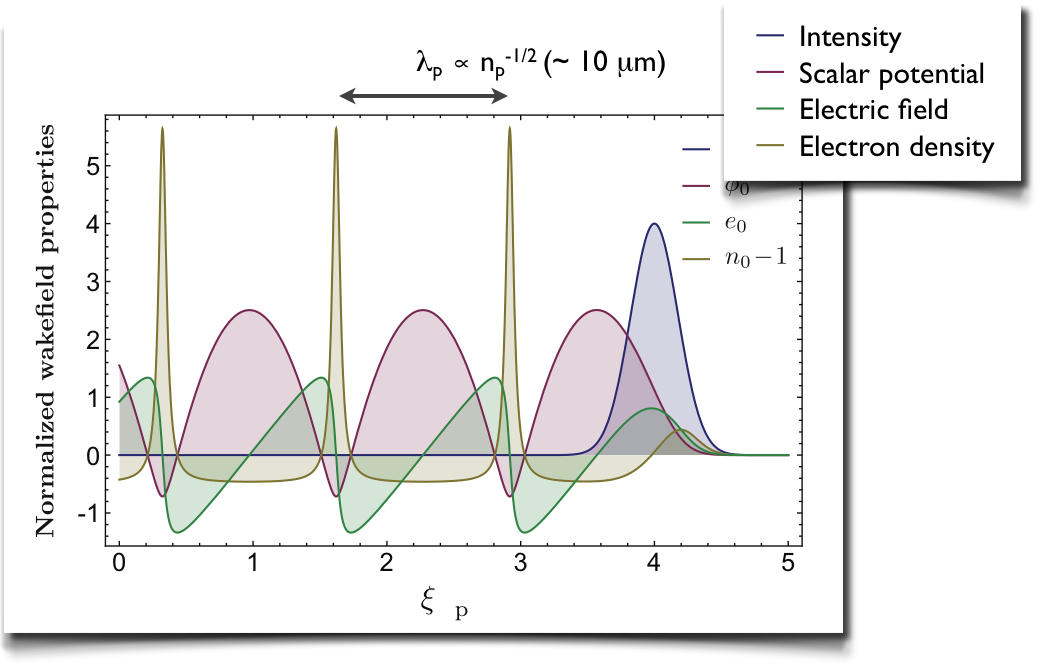 λp ∝ np-1/2 (~ 10 µm)
Intensity
Scalar potential
Electric field
Electron density
ϕ0
e0
n0−1
Normalized wakefield properties
5
4
3
2
1
0
-1
0 1 2 3 4 5
ξ p